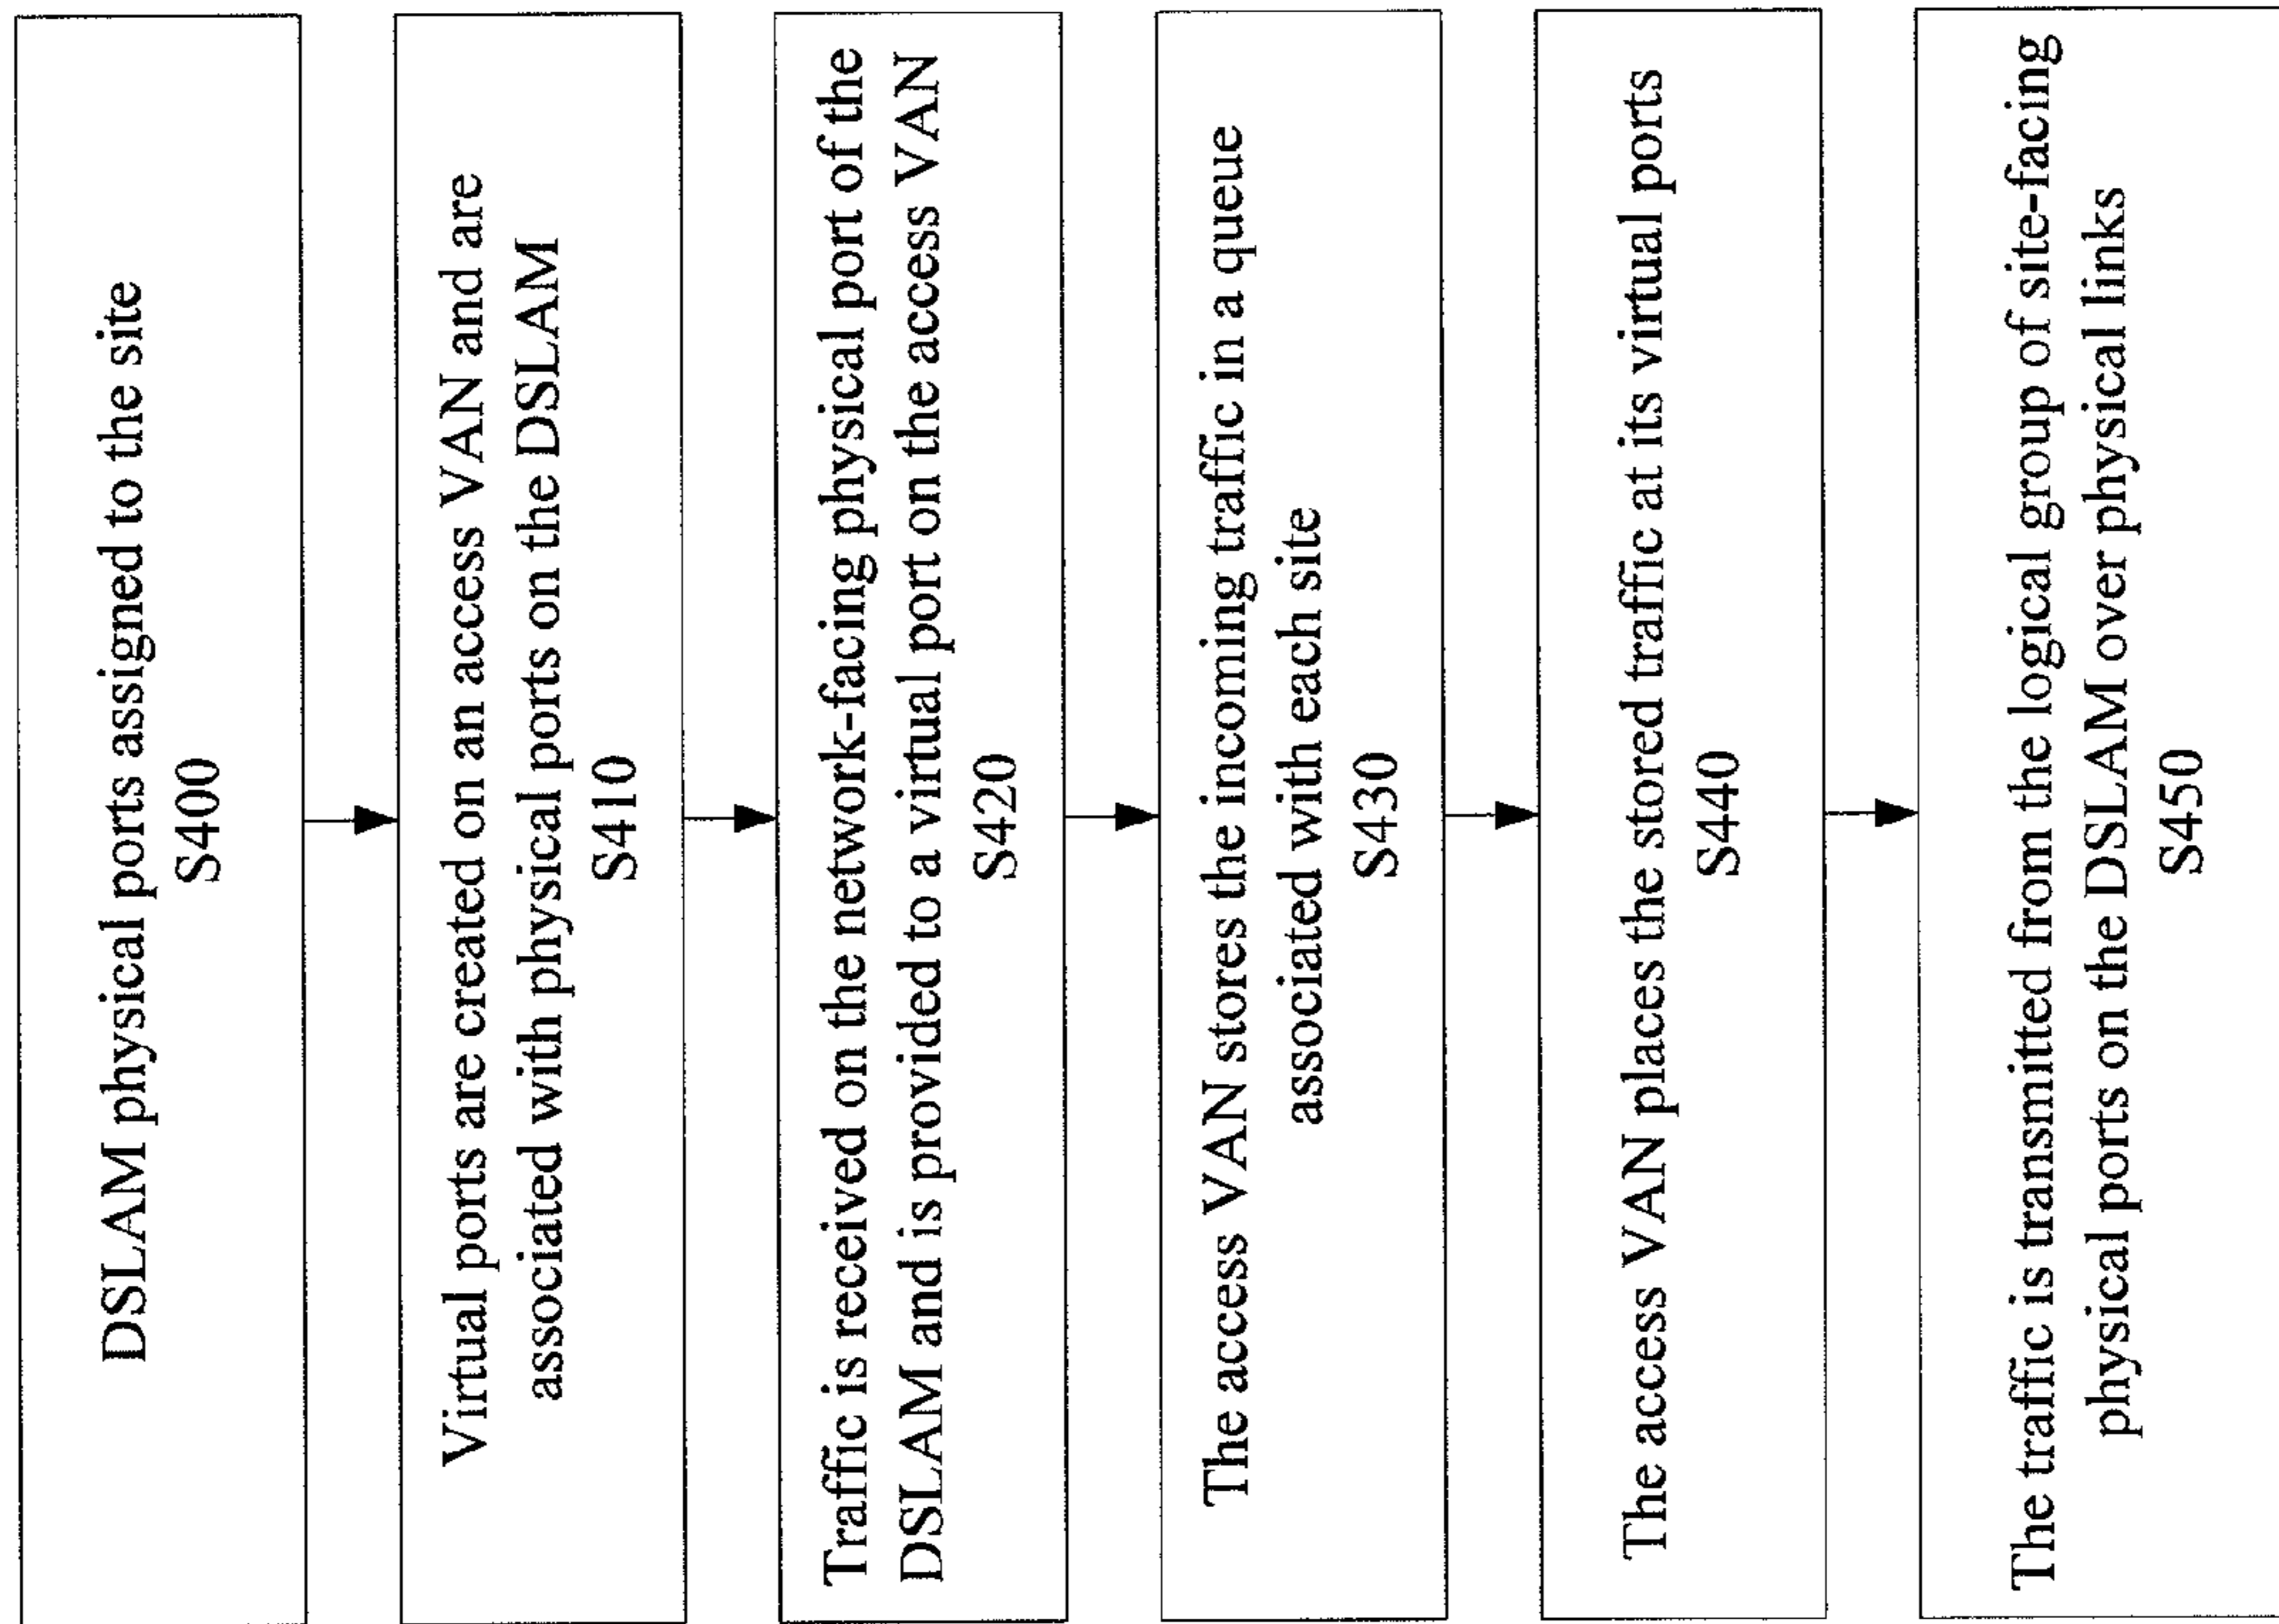 DSLAM physical ports assigned to the site
S400
Virtual ports are created on an access VAN and are
associated with physical ports on the DSLAM
S410
Traffic is received on the network-facing physical port of the
DSLAM and is provided to a virtual port on the access VAN
S420
The access VAN stores the incoming traffic in a queue
associated with each site
S430
The access VAN places the stored traffic at its virtual ports
S440
The traffic is transmitted from the logical group of site-facing
physical ports on the DSLAM over physical links
S450